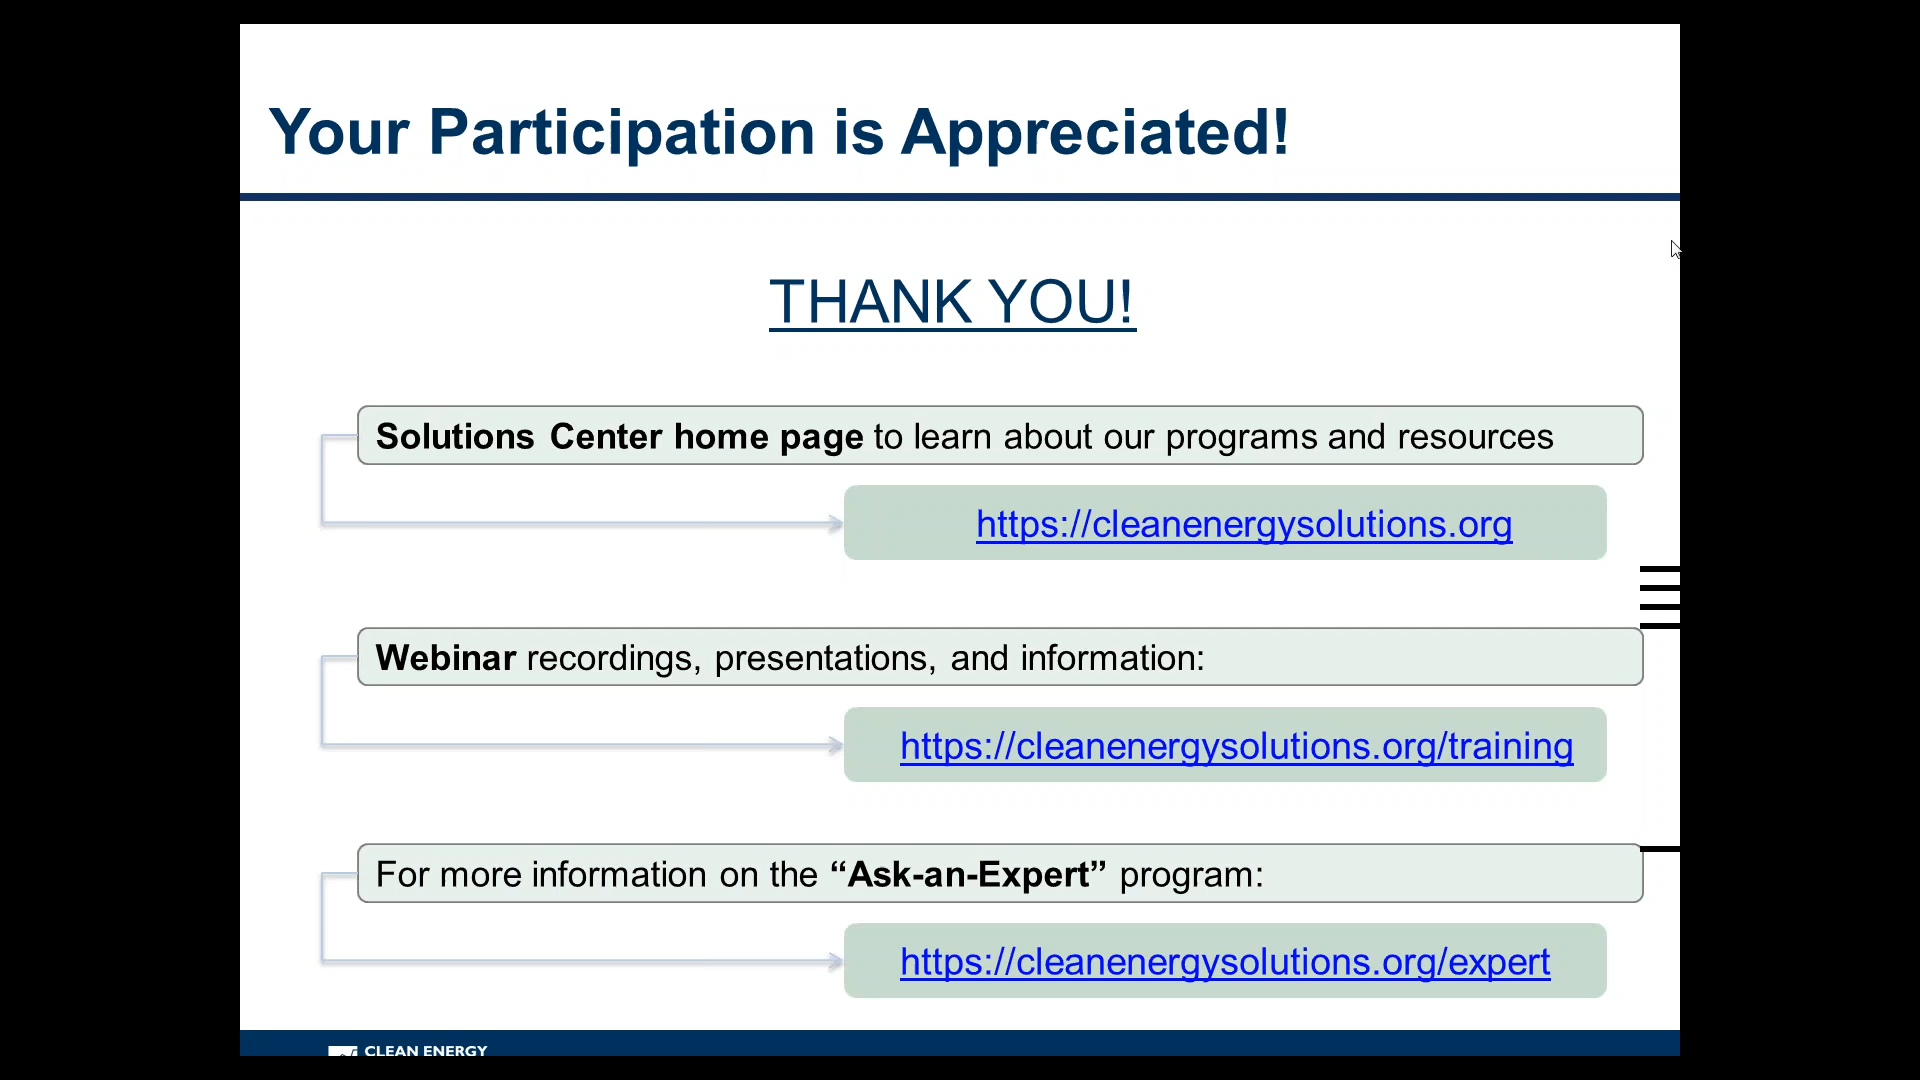 Your Participation is Appreciated!
THANK YOU!
Solutions Center home page to learn about our programs and resources
https://cleanenergysolutions.org
Webinar recordings, presentations, and information:
https://cleanenergysolutions.org/training
For more information on the “Ask-an-Expert” program:
https://cleanenergysolutions.org/expert
CLEAN ENERGY